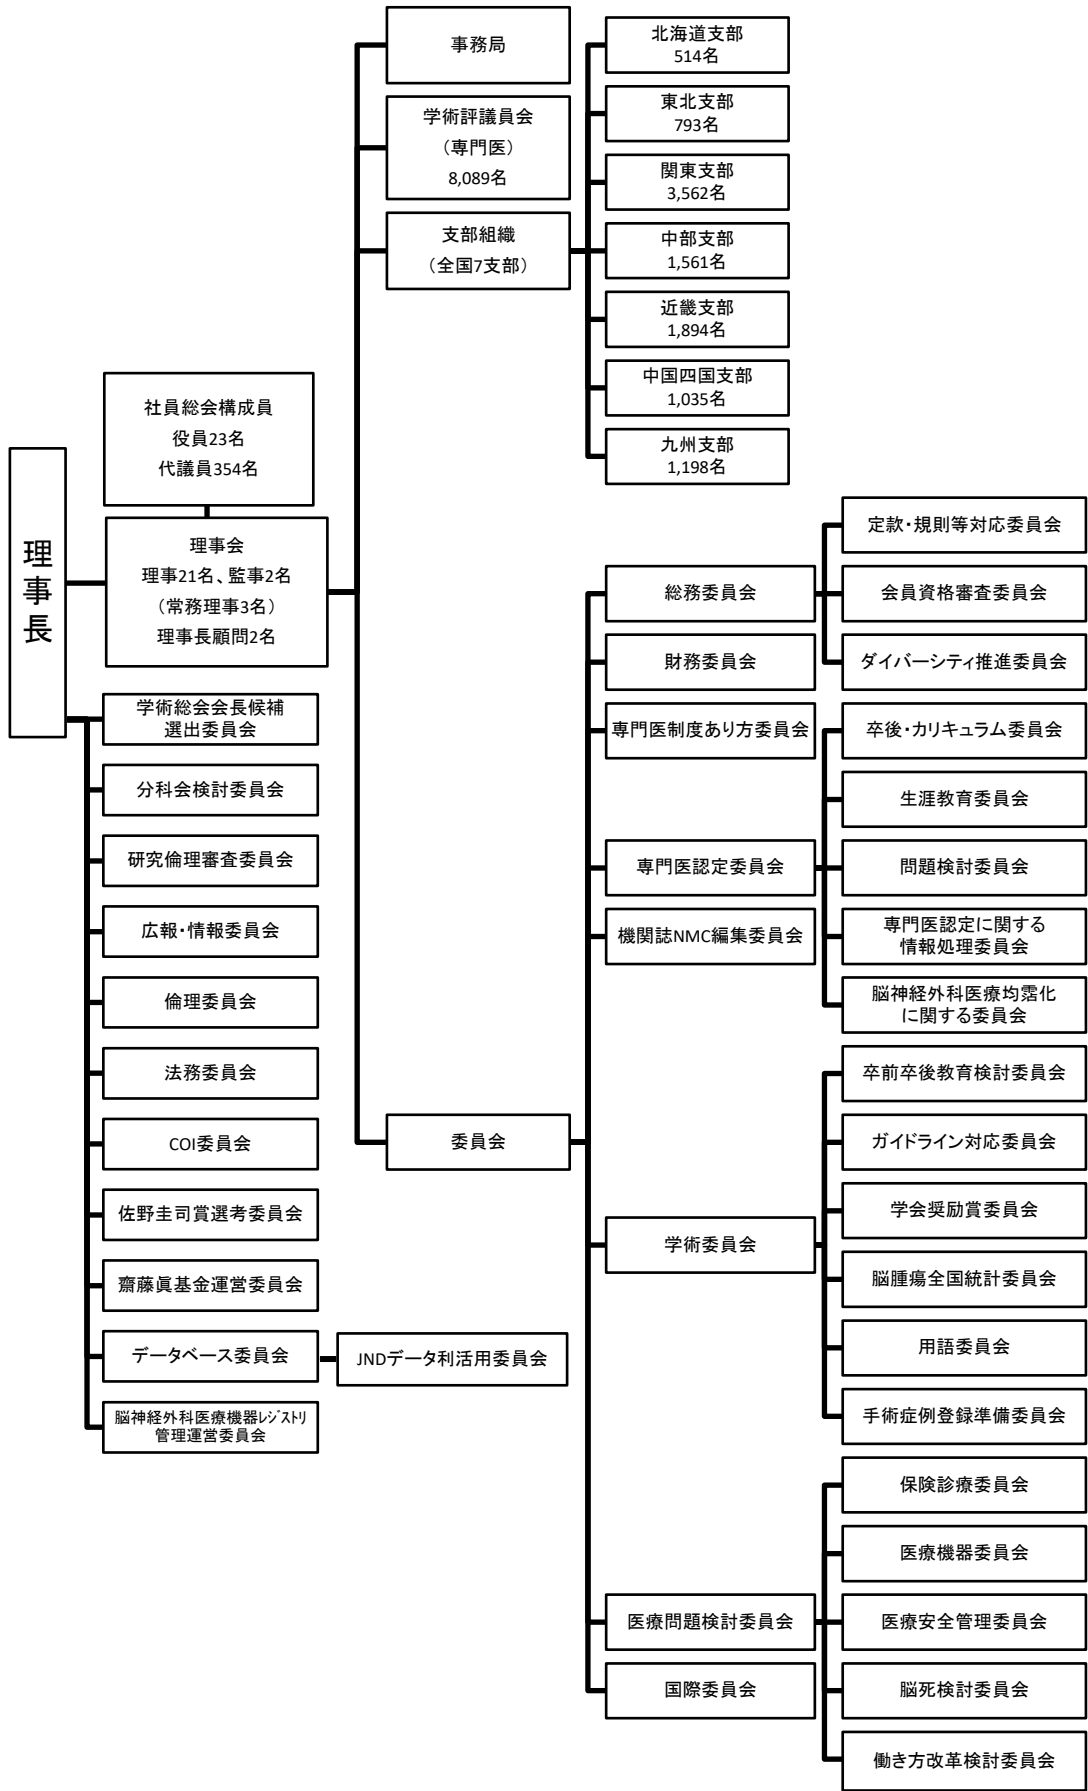 事務局
学術評議員会
（専門医）
8,089名
支部組織
（全国7支部）
北海道支部
514名
東北支部
793名
関東支部
3,562名
中部支部
1,561名
近畿支部
1,894名
中国四国支部
1,035名
九州支部
1,198名
社員総会構成員
役員23名
代議員354名
理事長
理事会
理事21名、監事2名
（常務理事3名）
理事長顧問2名
学術総会会長候補
選出委員会
分科会検討委員会
研究倫理審査委員会
広報・情報委員会
倫理委員会
法務委員会
COI委員会
佐野圭司賞選考委員会
齋藤眞基金運営委員会
データベース委員会
JNDデータ利活用委員会
脳神経外科医療機器レジストリ
管理運営委員会
委員会
総務委員会
財務委員会
専門医制度あり方委員会
専門医認定委員会
機関誌NMC編集委員会
学術委員会
医療問題検討委員会
国際委員会
定款・規則等対応委員会
会員資格審査委員会
ダイバーシティ推進委員会
卒後・カリキュラム委員会
生涯教育委員会
問題検討委員会
専門医認定に関する
情報処理委員会
脳神経外科医療均霑化
に関する委員会
卒前卒後教育検討委員会
ガイドライン対応委員会
学会奨励賞委員会
脳腫瘍全国統計委員会
用語委員会
手術症例登録準備委員会
保険診療委員会
医療機器委員会
医療安全管理委員会
脳死検討委員会
働き方改革検討委員会